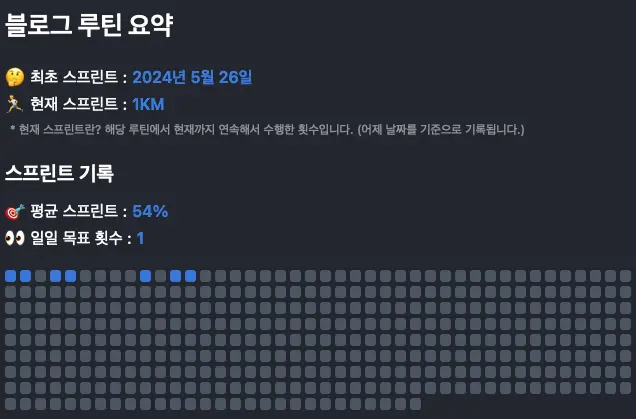 블로그 루틴 요약
🤔 최초 스프린트 : 2024년 5월 26일
🏃 현재 스프린트 : 1KM
* 현재 스프린트란? 해당 루틴에서 현재까지 연속해서 수행한 횟수입니다. (어제 날짜를 기준으로 기록됩니다.)
스프린트 기록
🎯 평균 스프린트 : 54%
👀 일일 목표 횟수 : 1